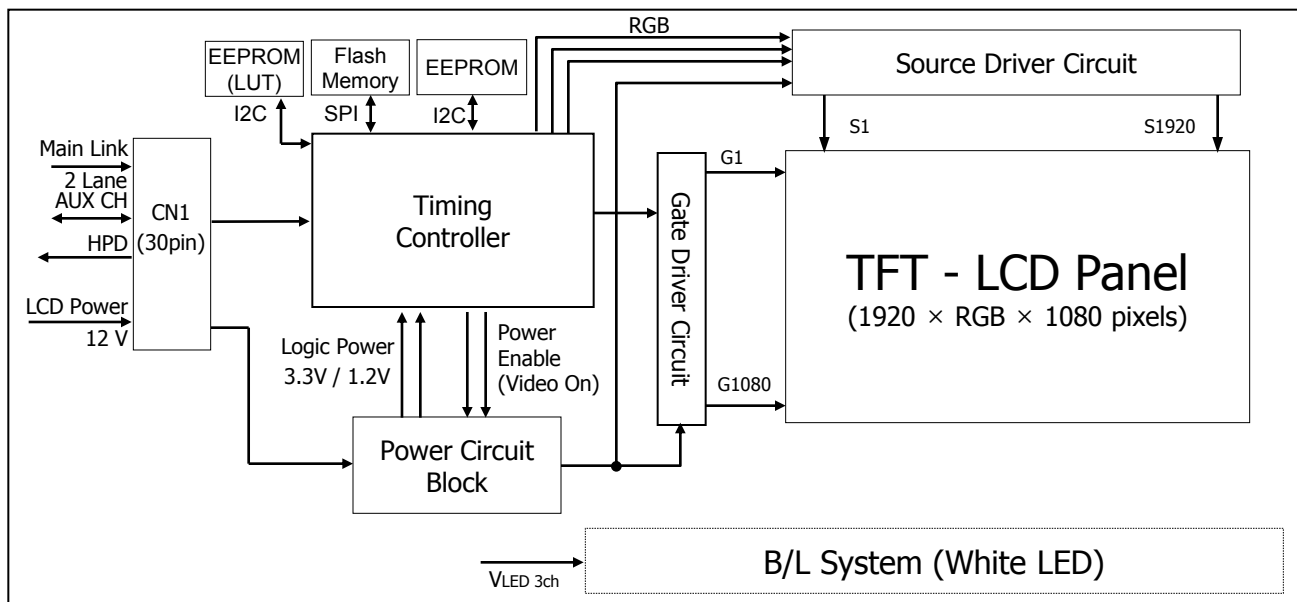 RGB
EEPROM
(LUT)
Flash
Memory
EEPROM
Source Driver Circuit
I2C
SPI
I2C
S1
S1920
Main Link
2 Lane
AUX CH
HPD
LCD Power
12 V
CN1
(30pin)
Timing
Controller
Gate Driver Circuit
G1
G1080
TFT - LCD Panel
(1920 × RGB × 1080 pixels)
Logic Power
3.3V / 1.2V
Power
Enable
(Video On)
Power Circuit
Block
VLED 3ch
B/L System (White LED)